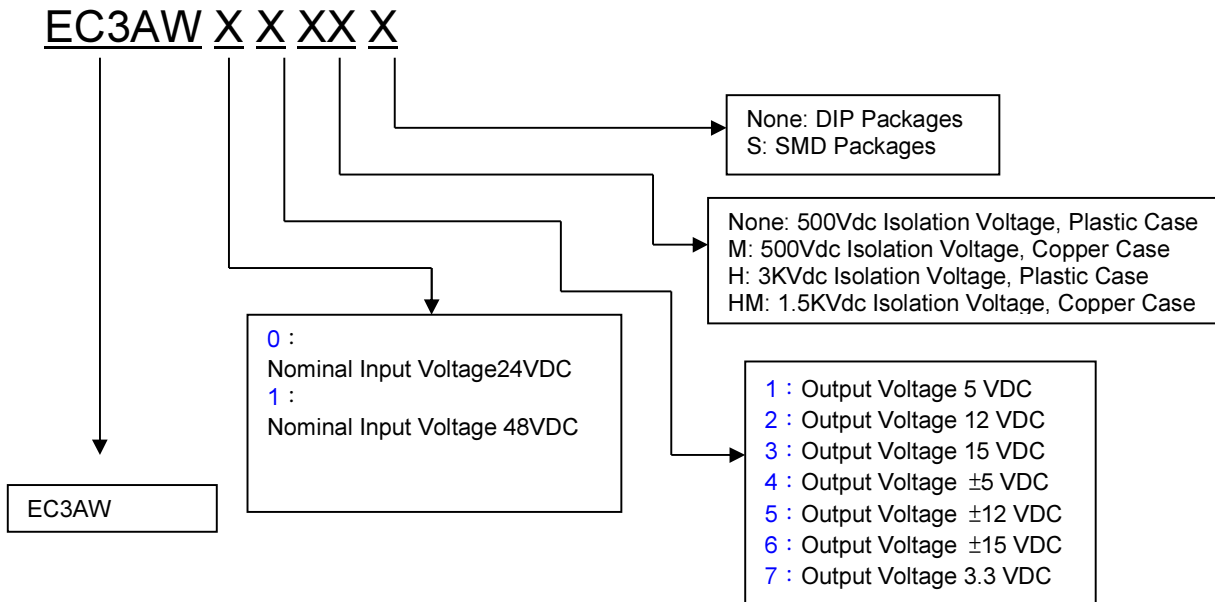 EC3AW X X XX X
None: DIP Packages
S: SMD Packages
None: 500Vdc Isolation Voltage, Plastic Case
M: 500Vdc Isolation Voltage, Copper Case
H: 3KVdc Isolation Voltage, Plastic Case
HM: 1.5KVdc Isolation Voltage, Copper Case
0：
Nominal Input Voltage24VDC
1：
Nominal Input Voltage 48VDC
1：Output Voltage 5 VDC
2：Output Voltage 12 VDC
3：Output Voltage 15 VDC
4：Output Voltage ±5 VDC
5：Output Voltage ±12 VDC
6：Output Voltage ±15 VDC
7：Output Voltage 3.3 VDC
EC3AW